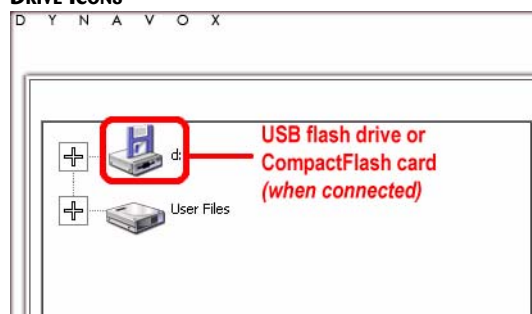 DRIVE ICONS
D Y N A V O X
d:
USB flash drive or
CompactFlash card
(when connected)
User Files